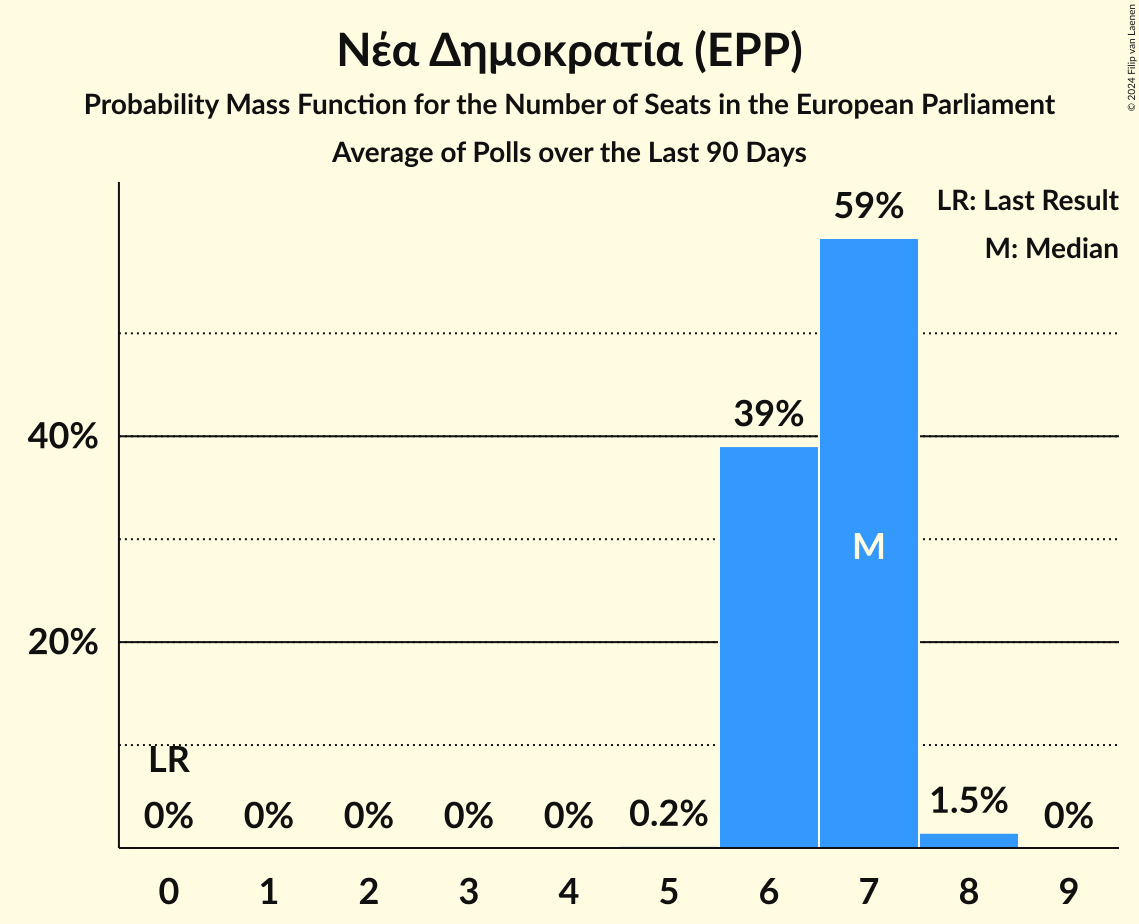 Νέα Δημοκρατία (EPP)
Probability Mass Function for the Number of Seats in the European Parliament
Average of Polls over the Last 90 Days
© 2024 Filip van Laenen
LR: Last Result
M: Median
59%
39%
40%
M
20%
LR
0% 0% 0% 0% 0% 0.2% 1.5% 0%
0 1 2 3 4 5 6 7 8 9